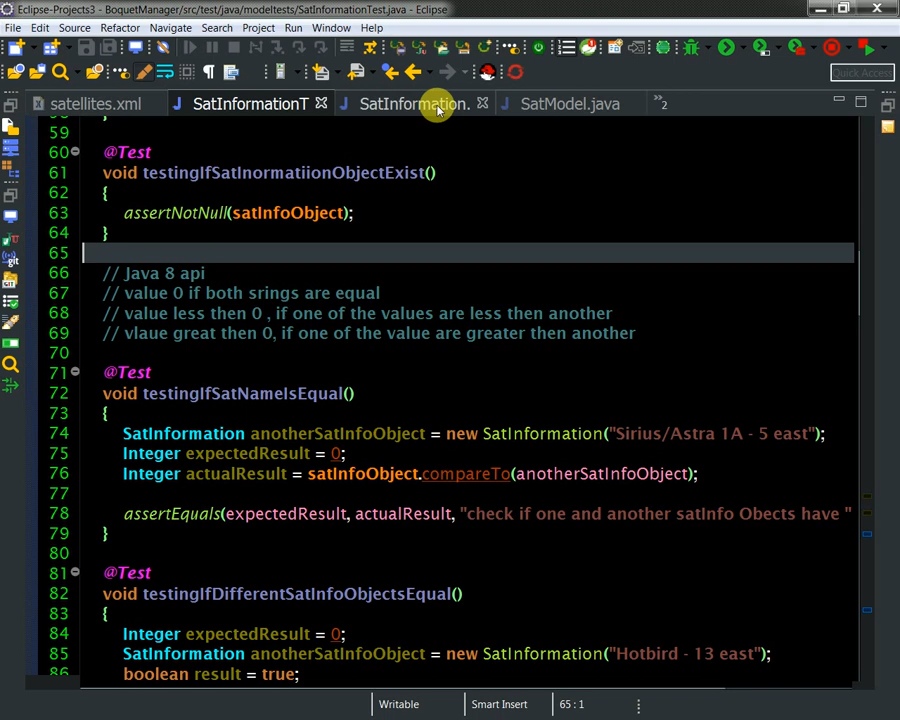 Eclipse-Projects3 - BoquetManager/src/test/java/modeltests/SatInformationTest.java - Eclipse
File Edit Source Refactor Navigate Search Project Run Window Help
Quick Access
satellites.xml SatInformationT SatInformation. SatModel.java »2
59
60 @Test
61 void testingIfSatInormatiionObjectExist()
62 {
63 assertNotNull(satInfoObject);
64 }
65
66 // Java 8 api
67 // value 0 if both srings are equal
68 // value less then 0 , if one of the values are less then another
69 // vlaue great then 0, if one of the value are greater then another
70
71 @Test
72 void testingIfSatNameIsEqual()
73 {
74 SatInformation anotherSatInfoObject = new SatInformation("Sirius/Astra 1A - 5 east");
75 Integer expectedResult = 0;
76 Integer actualResult = satInfoObject.compareTo(anotherSatInfoObject);
77
78 assertEquals(expectedResult, actualResult, "check if one and another satInfo Obects have "
79 }
80
81 @Test
82 void testingIfDifferentSatInfoObjectsEqual()
83 {
84 Integer expectedResult = 0;
85 SatInformation anotherSatInfoObject = new SatInformation("Hotbird - 13 east");
86 boolean result = true;
Writable Smart Insert 65 : 1